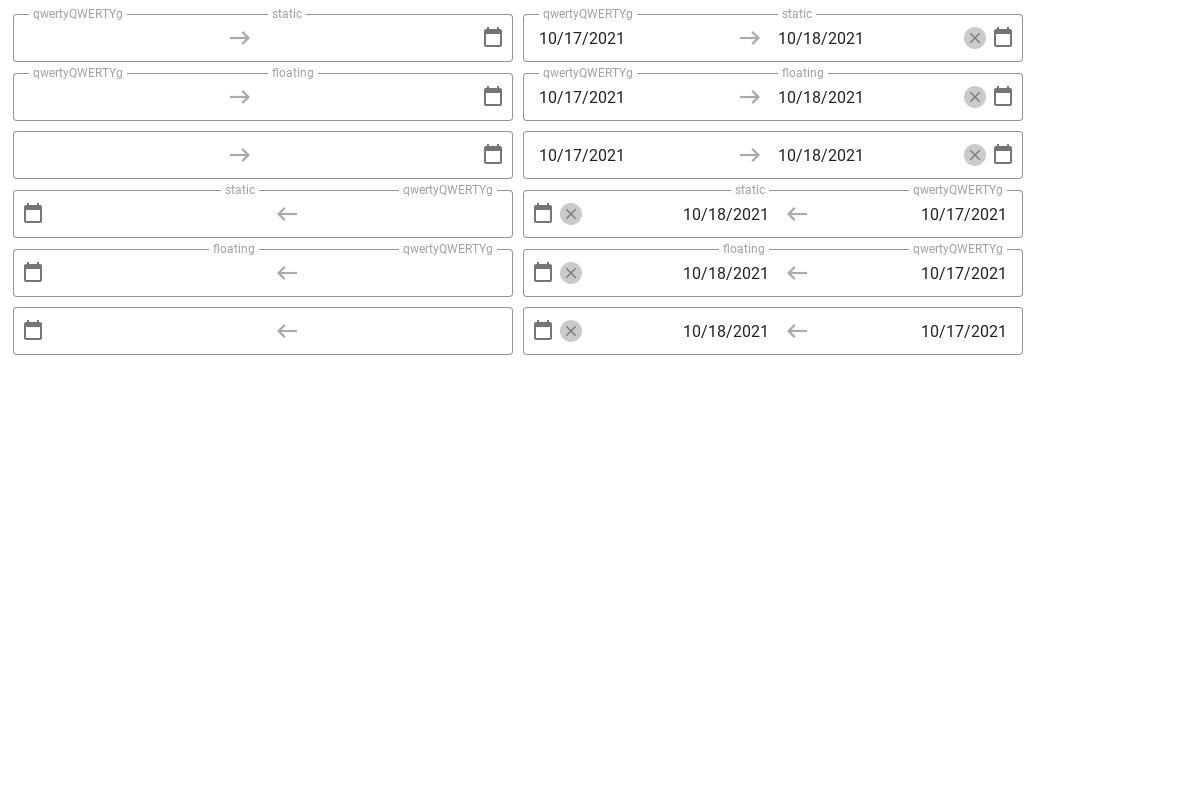 qwertyQWERTYg static qwertyQWERTYg static
10/17/2021 10/18/2021
qwertyQWERTYg floating qwertyQWERTYg floating
10/17/2021 10/18/2021
10/17/2021 10/18/2021
static qwertyQWERTYg static qwertyQWERTYg
10/18/2021 10/17/2021
floating qwertyQWERTYg floating qwertyQWERTYg
10/18/2021 10/17/2021
10/18/2021 10/17/2021